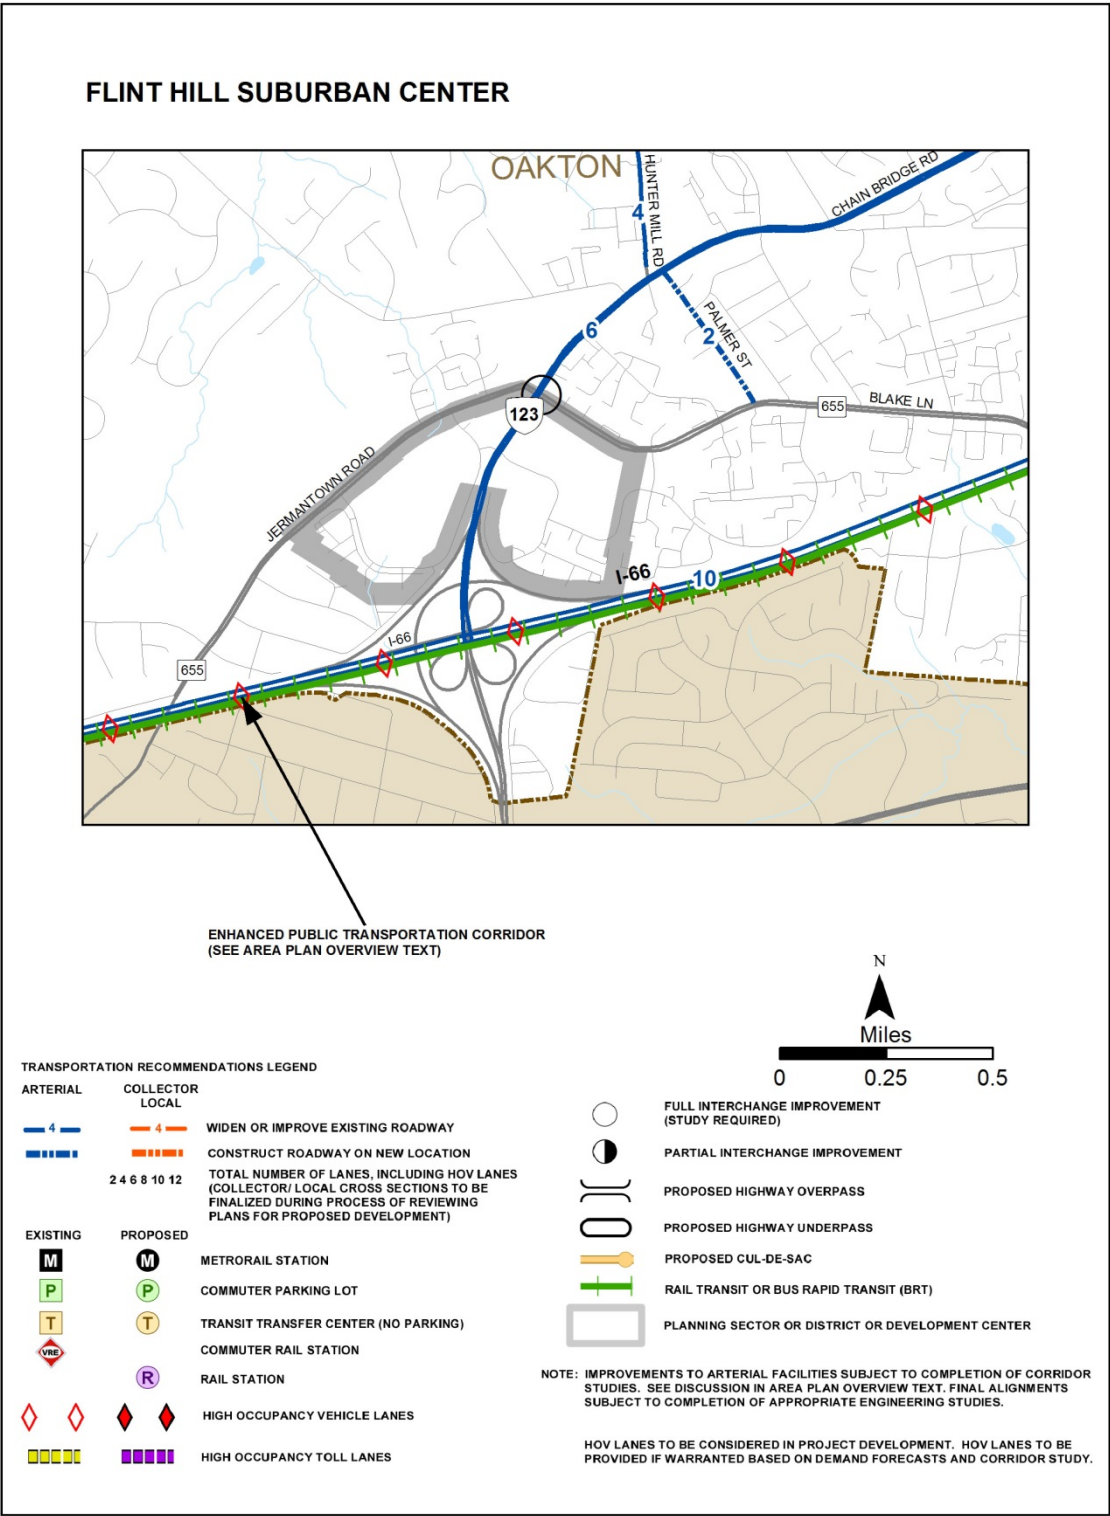 FLINT HILL SUBURBAN CENTER
OAKTON
HUNTER MILL RD
4
CHAIN BRIDGE RD
PALMER ST
2
6
123
655
BLAKE LN
JERMANTOWN ROAD
I-66
10
I-66
655
ENHANCED PUBLIC TRANSPORTATION CORRIDOR
(SEE AREA PLAN OVERVIEW TEXT)
N
Miles
0 0.25 0.5
TRANSPORTATION RECOMMENDATIONS LEGEND
ARTERIAL
COLLECTOR
LOCAL
4 4 WIDEN OR IMPROVE EXISTING ROADWAY
CONSTRUCT ROADWAY ON NEW LOCATION
2 4 6 8 10 12 TOTAL NUMBER OF LANES, INCLUDING HOV LANES
(COLLECTOR/ LOCAL CROSS SECTIONS TO BE
FINALIZED DURING PROCESS OF REVIEWING
PLANS FOR PROPOSED DEVELOPMENT)
EXISTING PROPOSED
M M METRORAIL STATION
P P COMMUTER PARKING LOT
T T TRANSIT TRANSFER CENTER (NO PARKING)
VRE COMMUTER RAIL STATION
R RAIL STATION
HIGH OCCUPANCY VEHICLE LANES
HIGH OCCUPANCY TOLL LANES
FULL INTERCHANGE IMPROVEMENT
(STUDY REQUIRED)
PARTIAL INTERCHANGE IMPROVEMENT
PROPOSED HIGHWAY OVERPASS
PROPOSED HIGHWAY UNDERPASS
PROPOSED CUL-DE-SAC
RAIL TRANSIT OR BUS RAPID TRANSIT (BRT)
PLANNING SECTOR OR DISTRICT OR DEVELOPMENT CENTER
NOTE: IMPROVEMENTS TO ARTERIAL FACILITIES SUBJECT TO COMPLETION OF CORRIDOR
STUDIES. SEE DISCUSSION IN AREA PLAN OVERVIEW TEXT. FINAL ALIGNMENTS
SUBJECT TO COMPLETION OF APPROPRIATE ENGINEERING STUDIES.
HOV LANES TO BE CONSIDERED IN PROJECT DEVELOPMENT. HOV LANES TO BE
PROVIDED IF WARRANTED BASED ON DEMAND FORECASTS AND CORRIDOR STUDY.